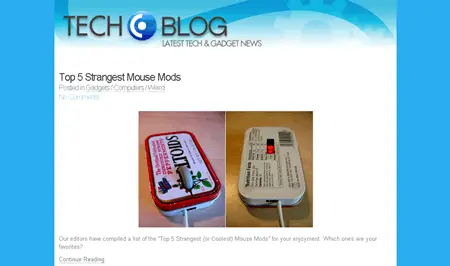 TECH BLOG
LATEST TECH & GADGET NEWS
Top 5 Strangest Mouse Mods
Posted in Gadgets / Computers / Weird
No Comments
ALTOIDS
Nutrition Facts
Our editors have compiled a list of the "Top 5 Strangest (or Coolest) Mouse Mods" for your enjoyment. Which ones are your
favorites?
Continue Reading